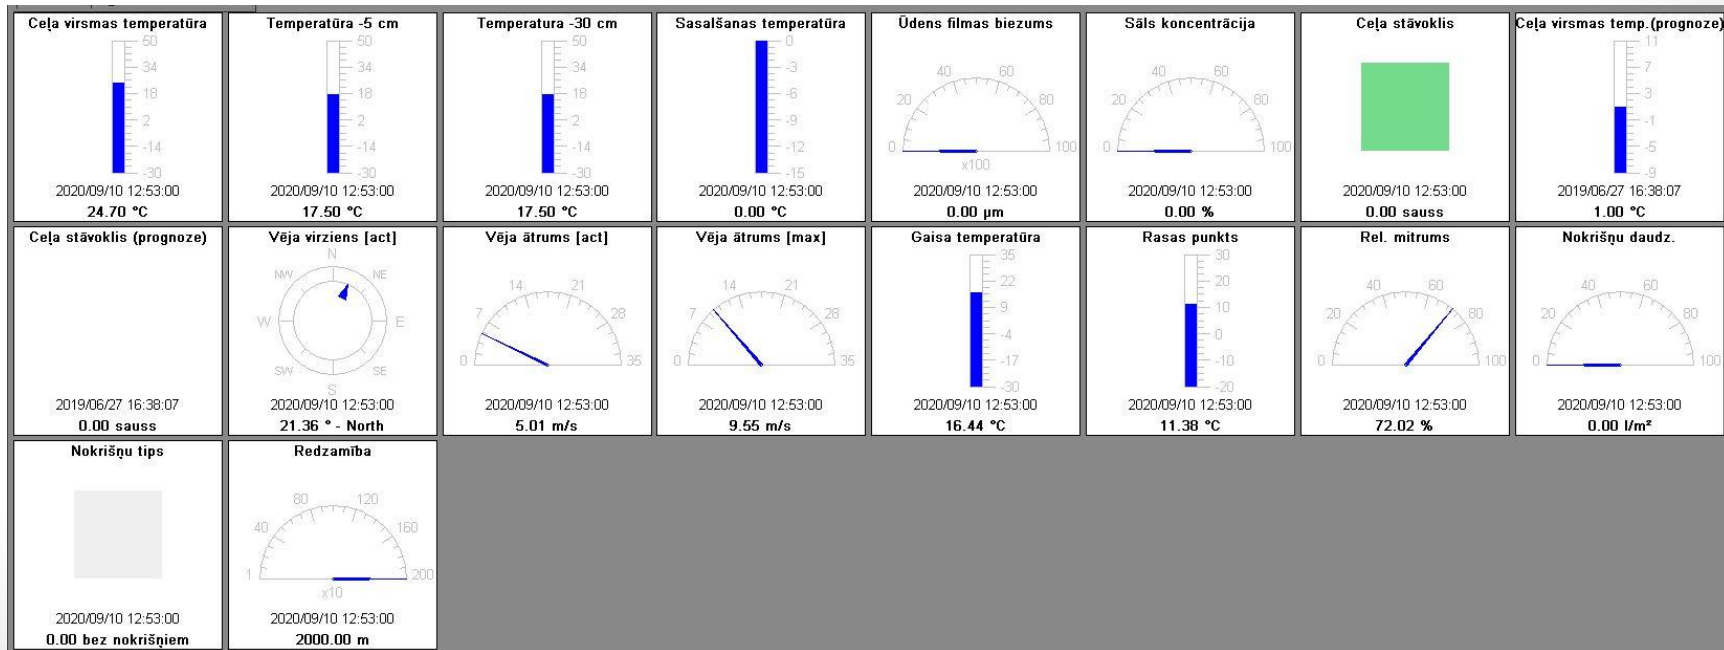 Ceļa virsmas temperatūra
50
34
18
2
-14
-30
2020/09/10 12:53:00
24.70 °C
Temperatūra -5 cm
50
34
18
2
-14
-30
2020/09/10 12:53:00
17.50 °C
Temperatura -30 cm
50
34
18
2
-14
-30
2020/09/10 12:53:00
17.50 °C
Sasalšanas temperatūra
0
-3
-6
-9
-12
-15
2020/09/10 12:53:00
0.00 °C
Ūdens filmas biezums
0
20
40
60
80
100
x100
2020/09/10 12:53:00
0.00 µm
Sāls koncentrācija
0
20
40
60
80
100
2020/09/10 12:53:00
0.00 %
Ceļa stāvoklis
2020/09/10 12:53:00
0.00 sauss
Ceļa virsmas temp.(prognoze)
11
7
3
-1
-5
-9
2019/06/27 16:38:07
1.00 °C
Ceļa stāvoklis (prognoze)
2019/06/27 16:38:07
0.00 sauss
Vēja virziens [act]
N
NW
NE
W
E
SW
SE
S
2020/09/10 12:53:00
21.36 ° - North
Vēja ātrums [act]
0
7
14
21
28
35
2020/09/10 12:53:00
5.01 m/s
Vēja ātrums [max]
0
7
14
21
28
35
2020/09/10 12:53:00
9.55 m/s
Gaisa temperatūra
35
22
9
-4
-17
-30
2020/09/10 12:53:00
16.44 °C
Rasas punkts
30
20
10
0
-10
-20
2020/09/10 12:53:00
11.38 °C
Rel. mitrums
0
20
40
60
80
100
2020/09/10 12:53:00
72.02 %
Nokrišņu daudz.
0
20
40
60
80
100
2020/09/10 12:53:00
0.00 l/m²
Nokrišņu tips
2020/09/10 12:53:00
0.00 bez nokrišņiem
Redzamība
1
40
80
120
160
200
x10
2020/09/10 12:53:00
2000.00 m